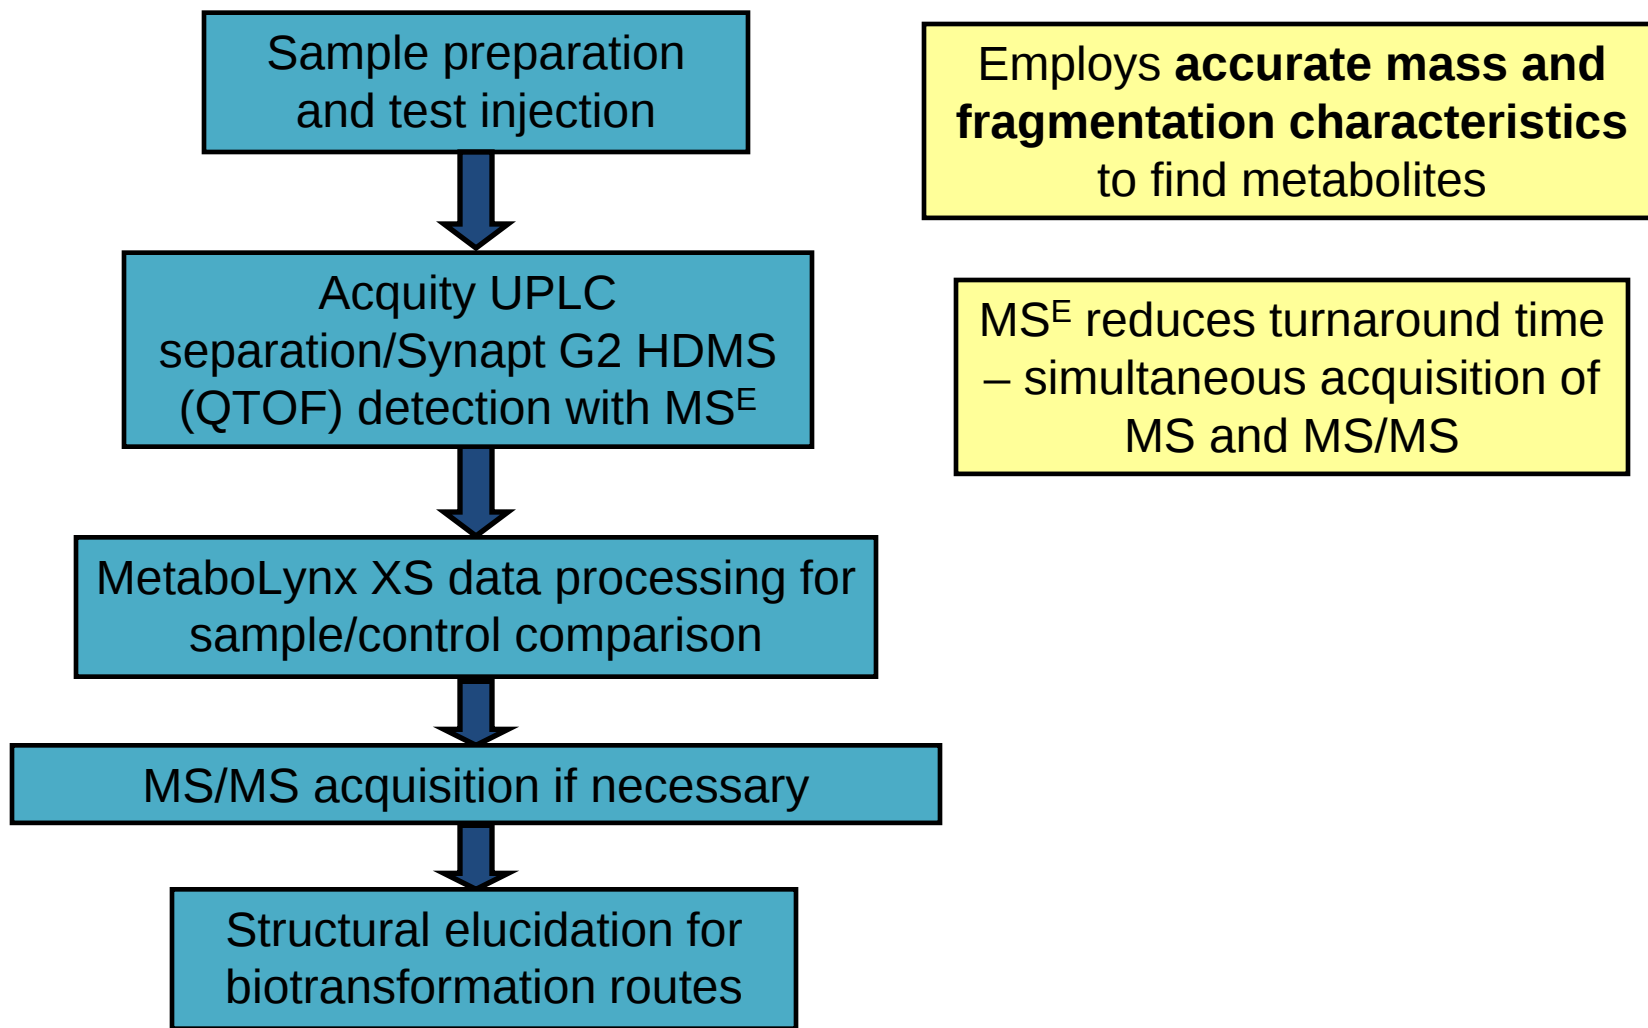 Sample preparation
and test injection
Acquity UPLC
separation/Synapt G2 HDMS
(QTOF) detection with MSᴱ
MetaboLynx XS data processing for
sample/control comparison
MS/MS acquisition if necessary
Structural elucidation for
biotransformation routes
Employs accurate mass and
fragmentation characteristics
to find metabolites
MSᴱ reduces turnaround time
– simultaneous acquisition of
MS and MS/MS